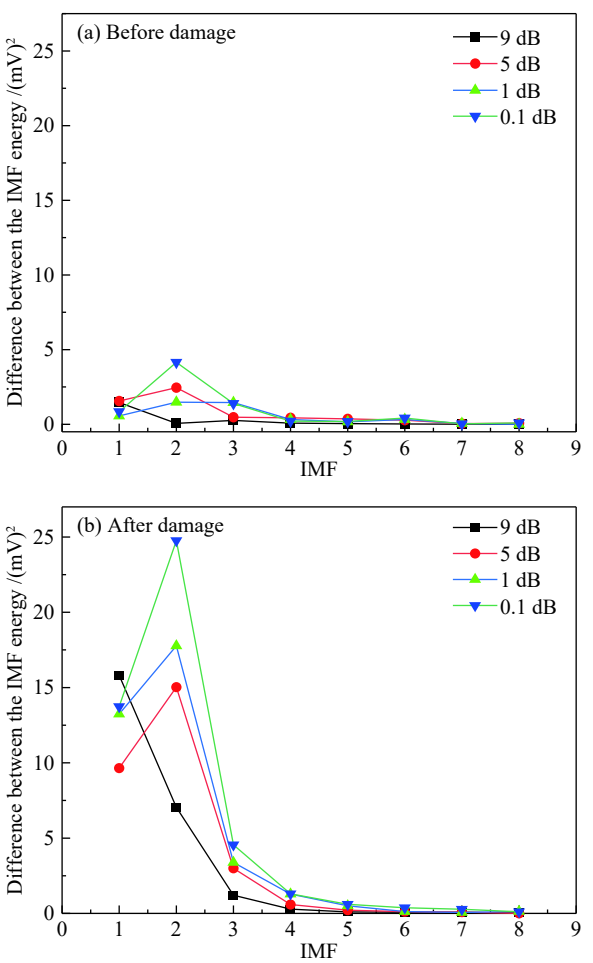 (a) Before damage
9 dB
5 dB
1 dB
0.1 dB
Difference between the IMF energy /(mV)²
25
20
15
10
5
0
0 1 2 3 4 5 6 7 8 9
IMF
(b) After damage
9 dB
5 dB
1 dB
0.1 dB
Difference between the IMF energy /(mV)²
25
20
15
10
5
0
0 1 2 3 4 5 6 7 8 9
IMF